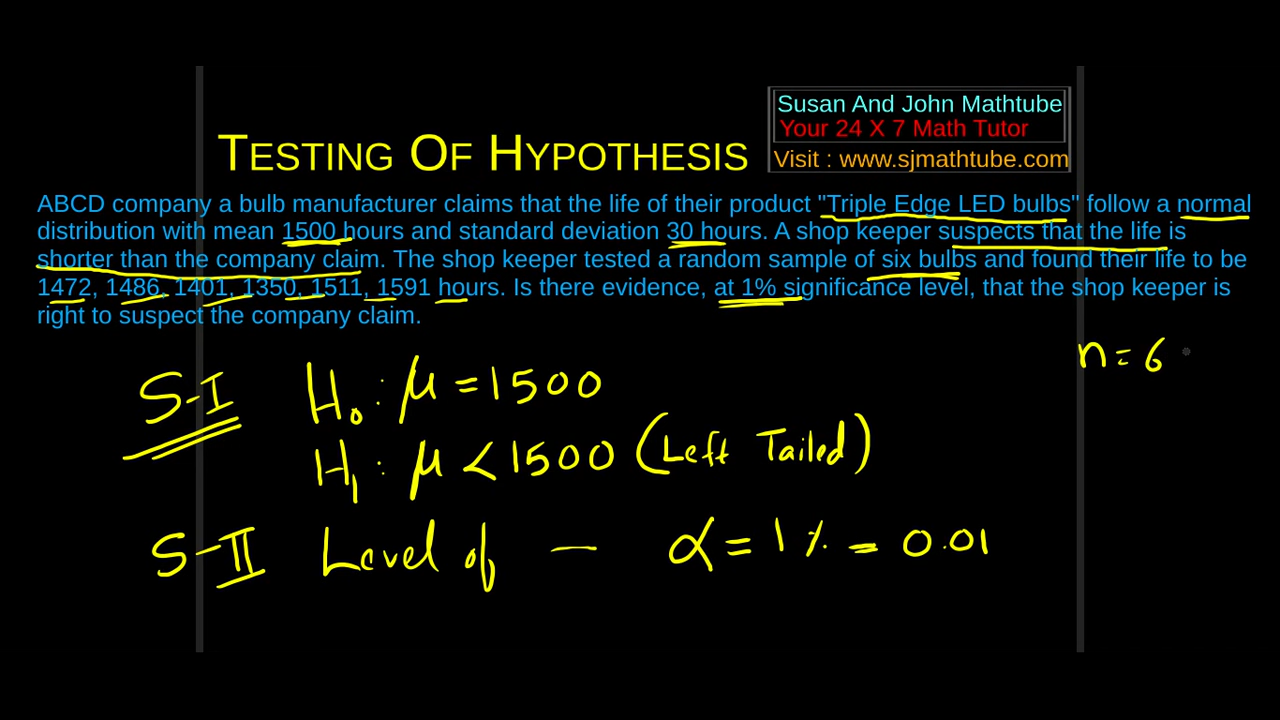 Susan And John Mathtube
Your 24 X 7 Math Tutor
Visit : www.sjmathtube.com
TESTING OF HYPOTHESIS
ABCD company a bulb manufacturer claims that the life of their product "Triple Edge LED bulbs" follow a normal
distribution with mean 1500 hours and standard deviation 30 hours. A shop keeper suspects that the life is
shorter than the company claim. The shop keeper tested a random sample of six bulbs and found their life to be
1472, 1486, 1401, 1350, 1511, 1591 hours. Is there evidence, at 1% significance level, that the shop keeper is
right to suspect the company claim.
n = 6
S-I H₀ : μ = 1500
H₁ : μ < 1500 (Left Tailed)
S-II Level of — α = 1 % = 0.01